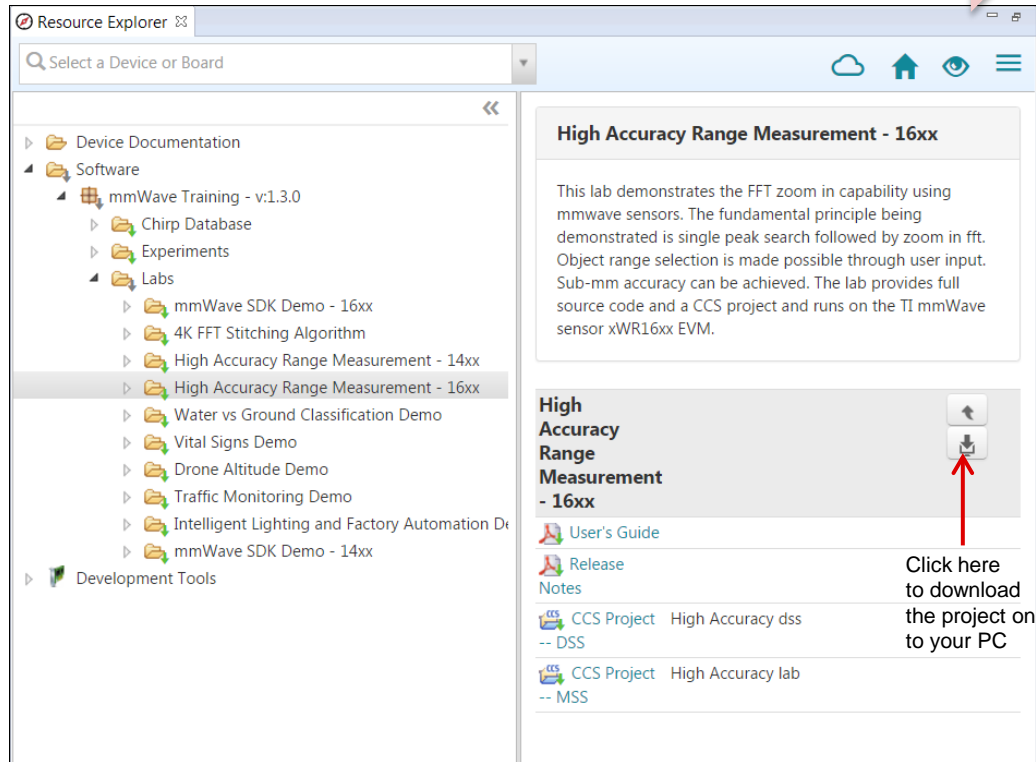 Resource Explorer
Select a Device or Board
Device Documentation
Software
mmWave Training - v:1.3.0
Chirp Database
Experiments
Labs
mmWave SDK Demo - 16xx
4K FFT Stitching Algorithm
High Accuracy Range Measurement - 14xx
High Accuracy Range Measurement - 16xx
Water vs Ground Classification Demo
Vital Signs Demo
Drone Altitude Demo
Traffic Monitoring Demo
Intelligent Lighting and Factory Automation De
mmWave SDK Demo - 14xx
Development Tools
High Accuracy Range Measurement - 16xx
This lab demonstrates the FFT zoom in capability using
mmwave sensors. The fundamental principle being
demonstrated is single peak search followed by zoom in fft.
Object range selection is made possible through user input.
Sub-mm accuracy can be achieved. The lab provides full
source code and a CCS project and runs on the TI mmWave
sensor xWR16xx EVM.
High
Accuracy
Range
Measurement
- 16xx
User's Guide
Release
Notes
CCS CCS Project High Accuracy dss
-- DSS
CCS CCS Project High Accuracy lab
-- MSS
Click here
to download
the project on
to your PC